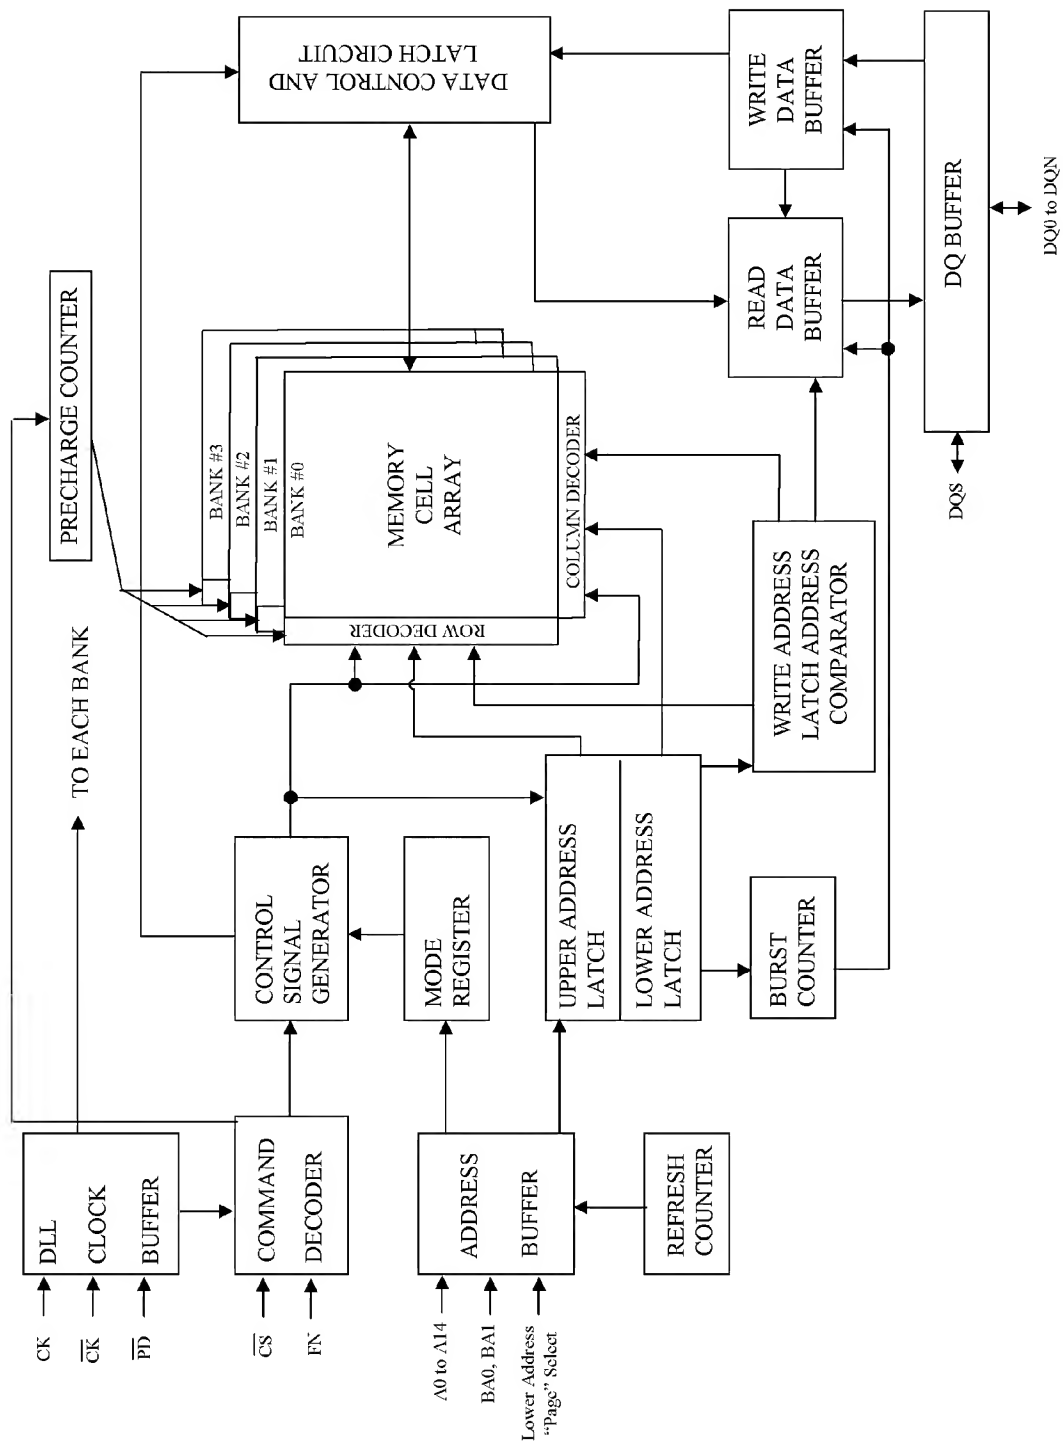 CK
CK
PD
DLL
CLOCK
BUFFER
TO EACH BANK
PRECHARGE COUNTER
CS
FN
COMMAND
DECODER
CONTROL
SIGNAL
GENERATOR
MODE
REGISTER
A0 to A14
BA0, BA1
Lower Address
"Page" Select
ADDRESS
BUFFER
REFRESH
COUNTER
UPPER ADDRESS
LATCH
LOWER ADDRESS
LATCH
BURST
COUNTER
BANK #3
BANK #2
BANK #1
BANK #0
MEMORY
CELL
ARRAY
ROW DECODER
COLUMN DECODER
WRITE ADDRESS
LATCH ADDRESS
COMPARATOR
DATA CONTROL AND
LATCH CIRCUIT
READ
DATA
BUFFER
WRITE
DATA
BUFFER
DQ BUFFER
DQS
DQ0 to DQN